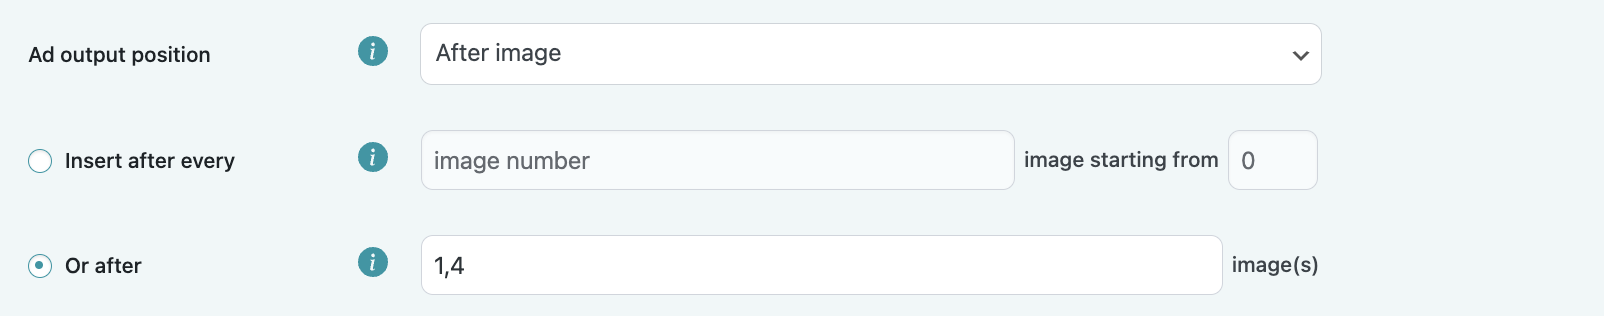 Ad output position i After image
Insert after every i image number image starting from 0
Or after i 1,4 image(s)